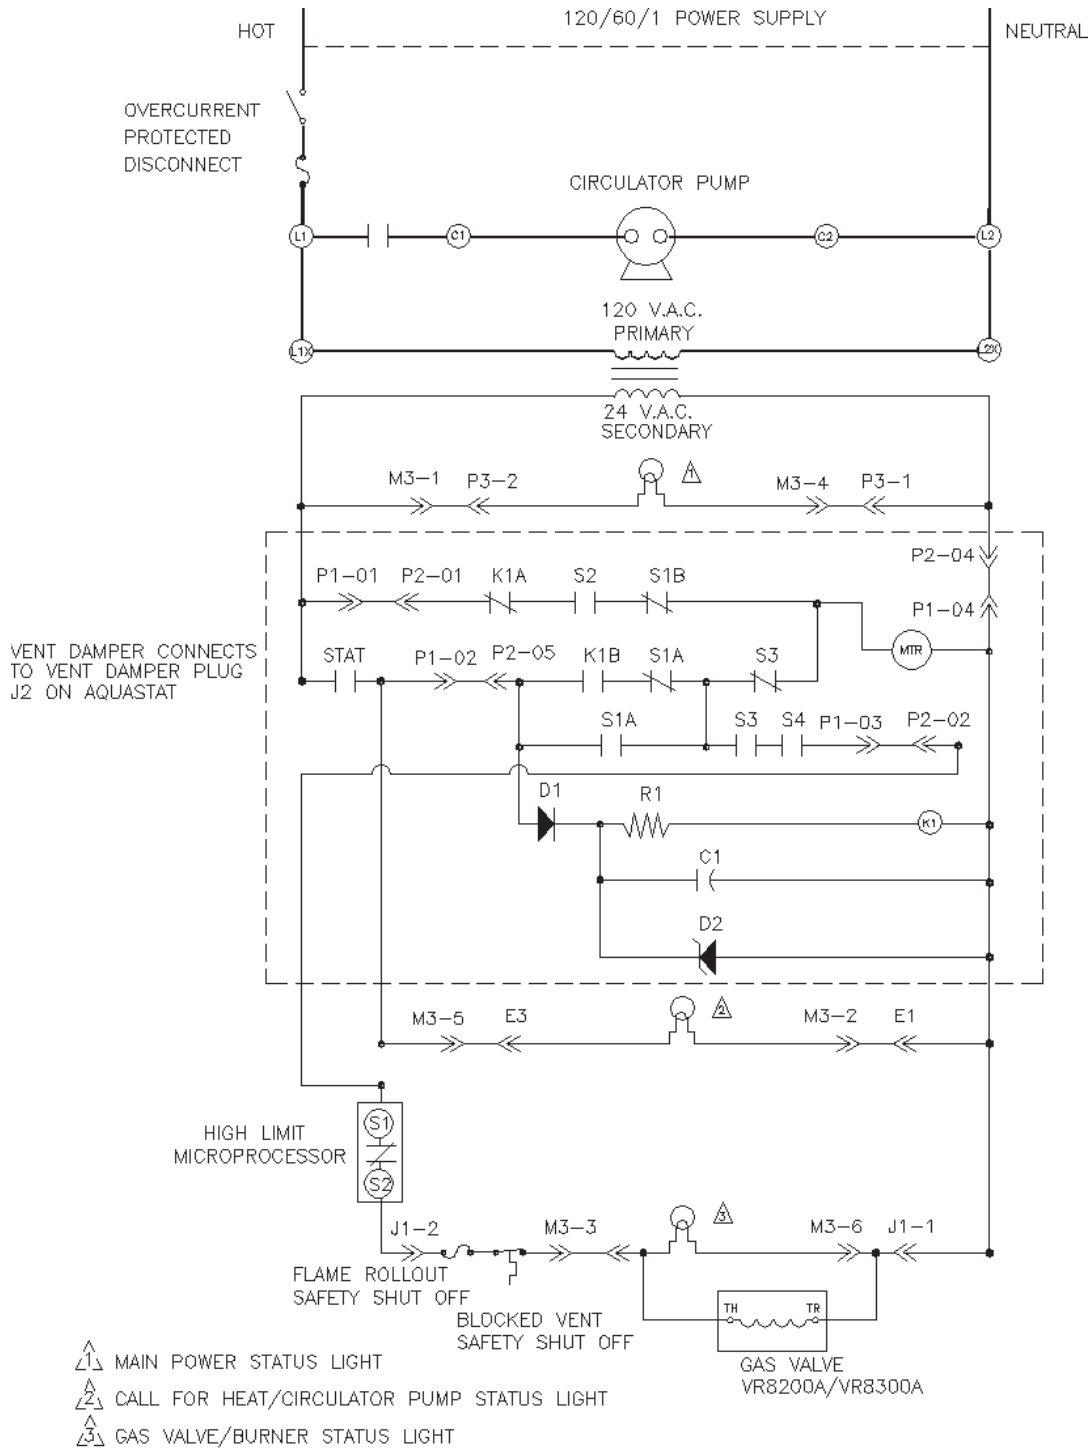 120/60/1 POWER SUPPLY
HOT
NEUTRAL
OVERCURRENT
PROTECTED
DISCONNECT
CIRCULATOR PUMP
L1
C1
C2
L2
120 V.A.C.
PRIMARY
L1X
L2X
24 V.A.C.
SECONDARY
M3-1
P3-2
1
M3-4
P3-1
P2-04
P1-01
P2-01
K1A
S2
S1B
P1-04
VENT DAMPER CONNECTS
TO VENT DAMPER PLUG
J2 ON AQUASTAT
STAT
P1-02
P2-05
K1B
S1A
S3
MTR
S1A
S3
S4
P1-03
P2-02
D1
R1
K1
C1
D2
M3-5
E3
2
M3-2
E1
HIGH LIMIT
MICROPROCESSOR
S1
S2
J1-2
M3-3
3
M3-6
J1-1
FLAME ROLLOUT
SAFETY SHUT OFF
BLOCKED VENT
SAFETY SHUT OFF
TH
TR
GAS VALVE
VR8200A/VR8300A
1 MAIN POWER STATUS LIGHT
2 CALL FOR HEAT/CIRCULATOR PUMP STATUS LIGHT
3 GAS VALVE/BURNER STATUS LIGHT